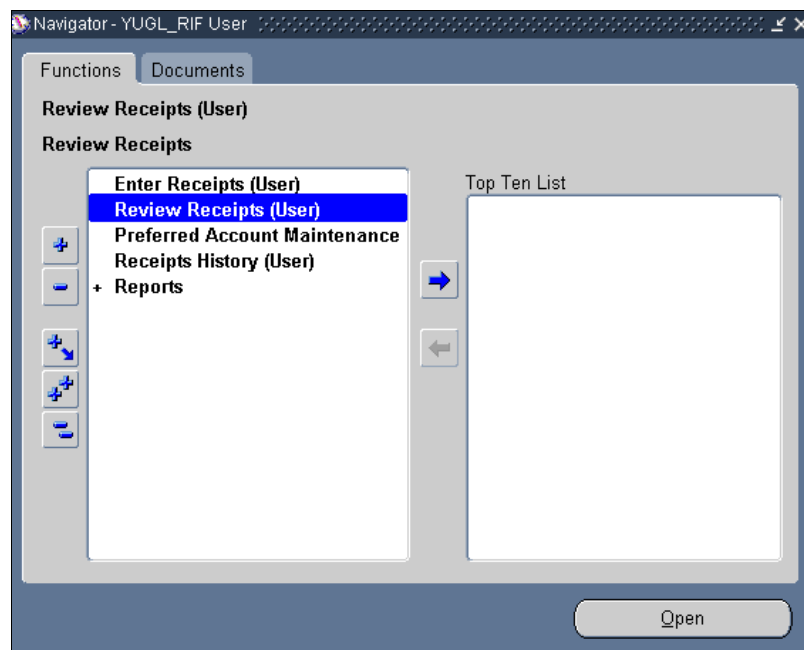 Navigator - YUGL_RIF User
Functions Documents
Review Receipts (User)
Review Receipts
Enter Receipts (User)
Review Receipts (User)
Preferred Account Maintenance
Receipts History (User)
+ Reports
Top Ten List
Open